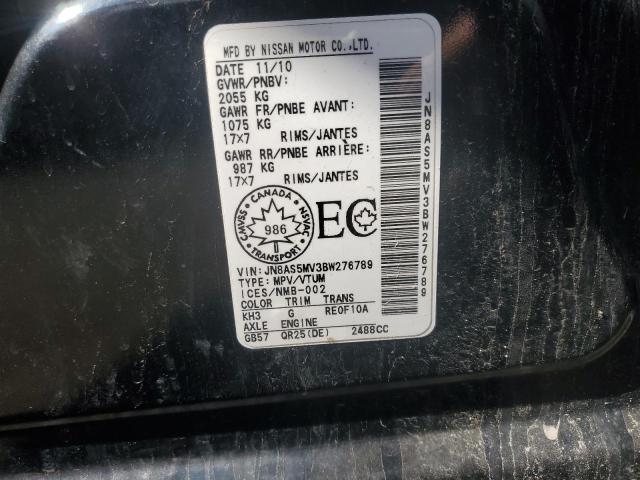 MFD BY NISSAN MOTOR CO.,LTD.
DATE 11/10
GVWR/PNBV:
2055 KG
GAWR FR/PNBE AVANT:
1075 KG
17X7 RIMS/JANTES
GAWR RR/PNBE ARRIÈRE:
987 KG
17X7 RIMS/JANTES
CANADA
CMVSS NSVAC
986
TRANSPORT
EC
VIN: JN8AS5MV3BW276789
TYPE: MPV/VTUM
ICES/NMB-002
COLOR TRIM TRANS
KH3 G RE0F10A
AXLE ENGINE
GB57 QR25(DE) 2488CC
JN8AS5MV3BW276789